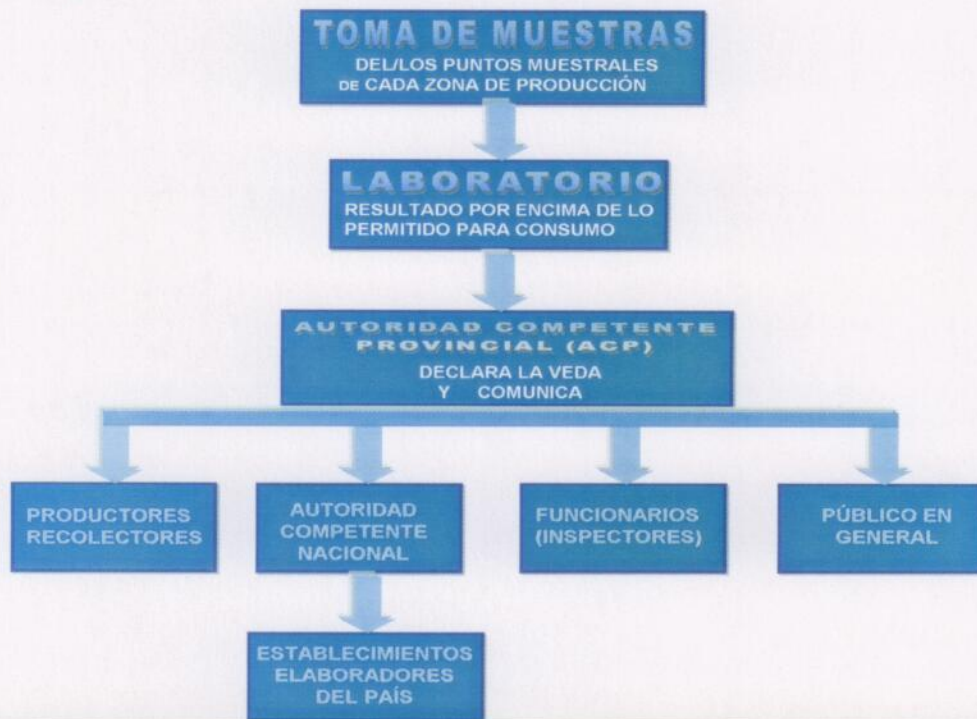 TOMA DE MUESTRAS
DEL/LOS PUNTOS MUESTRALES
DE CADA ZONA DE PRODUCCIÓN
LABORATORIO
RESULTADO POR ENCIMA DE LO
PERMITIDO PARA CONSUMO
AUTORIDAD COMPETENTE
PROVINCIAL (ACP)
DECLARA LA VEDA
Y COMUNICA
PRODUCTORES
RECOLECTORES
AUTORIDAD
COMPETENTE
NACIONAL
FUNCIONARIOS
(INSPECTORES)
PÚBLICO EN
GENERAL
ESTABLECIMIENTOS
ELABORADORES
DEL PAÍS